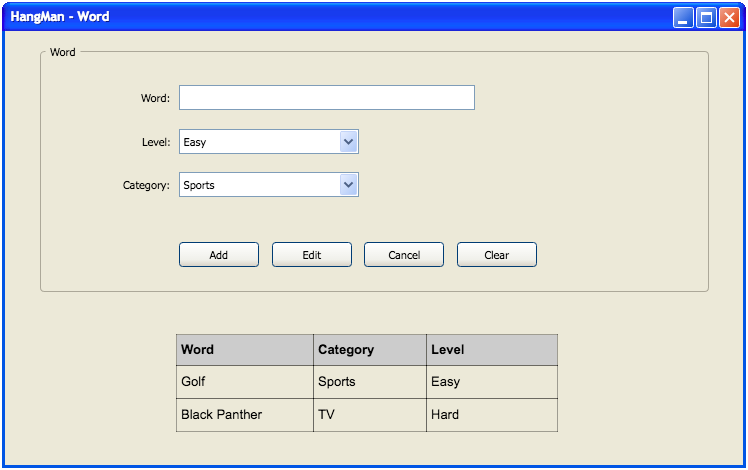 HangMan - Word
Word
Word:
Level: Easy
Category: Sports
Add Edit Cancel Clear
Word Category Level
Golf Sports Easy
Black Panther TV Hard